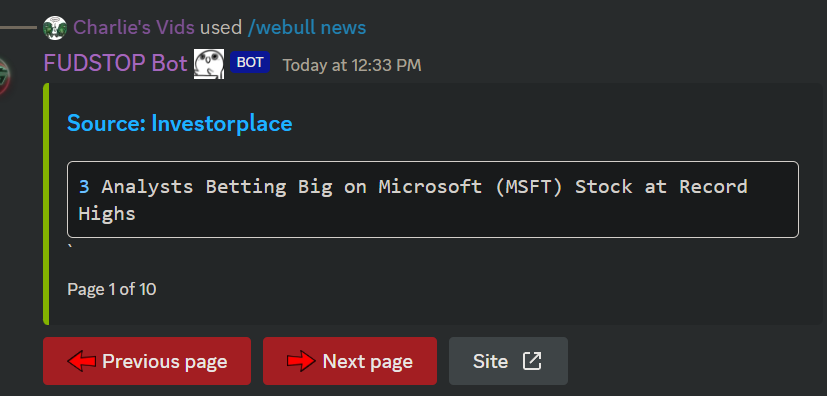 Charlie's Vids used /webull news
FUDSTOP Bot BOT Today at 12:33 PM
Source: Investorplace
3 Analysts Betting Big on Microsoft (MSFT) Stock at Record
Highs
`
Page 1 of 10
Previous page Next page Site